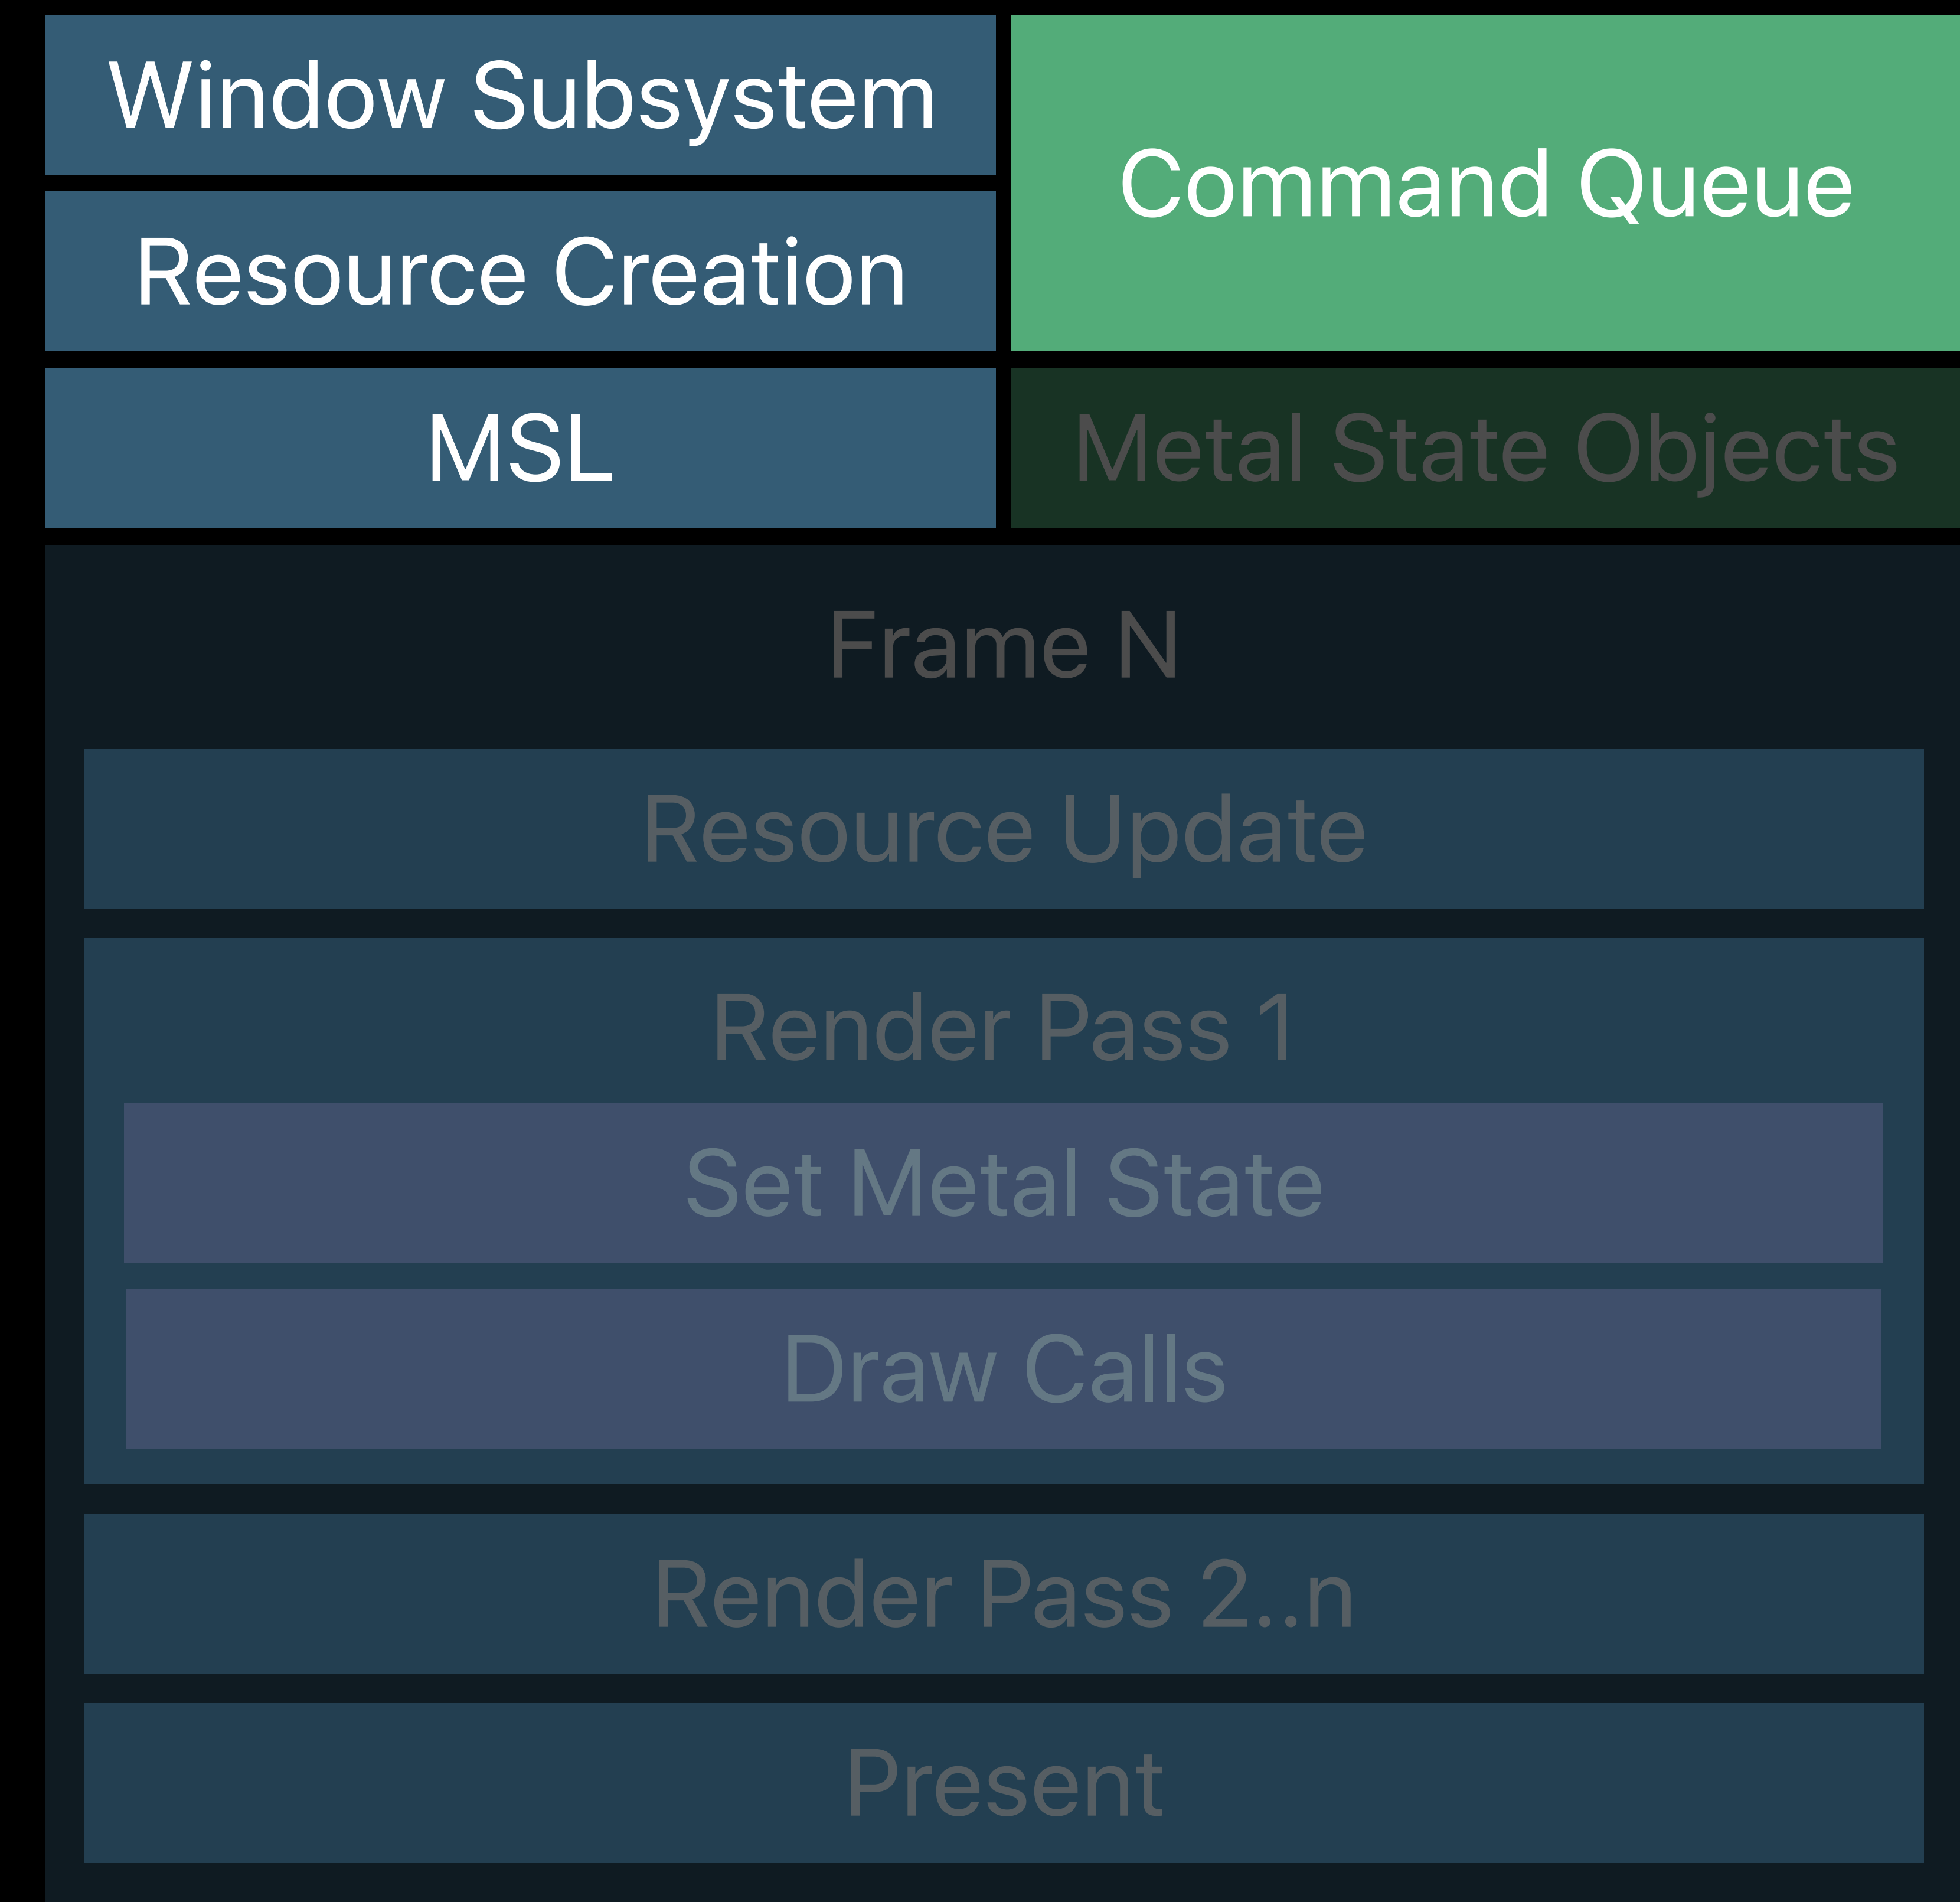 Window Subsystem
Command Queue
Resource Creation
MSL
Metal State Objects
Frame N
Resource Update
Render Pass 1
Set Metal State
Draw Calls
Render Pass 2..n
Present